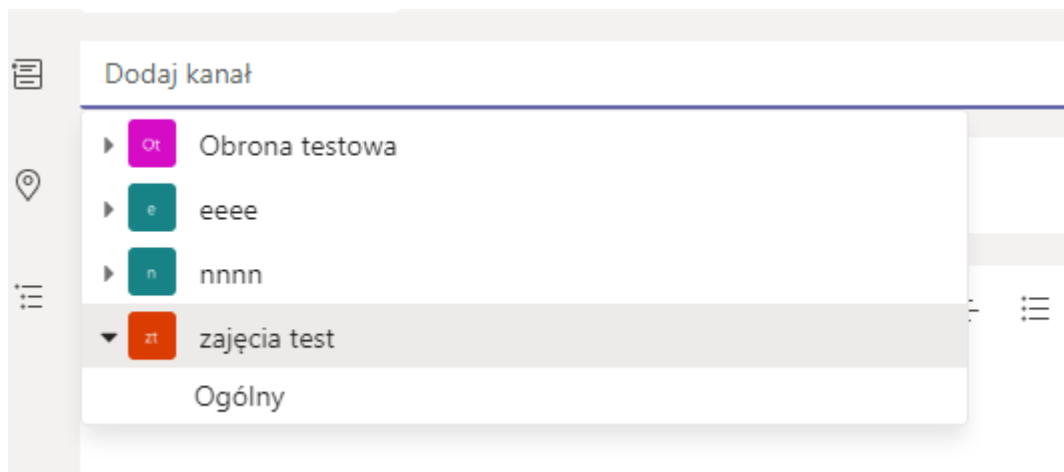 Dodaj kanał
Ot Obrona testowa
e eeee
n nnnn
zt zajęcia test
Ogólny